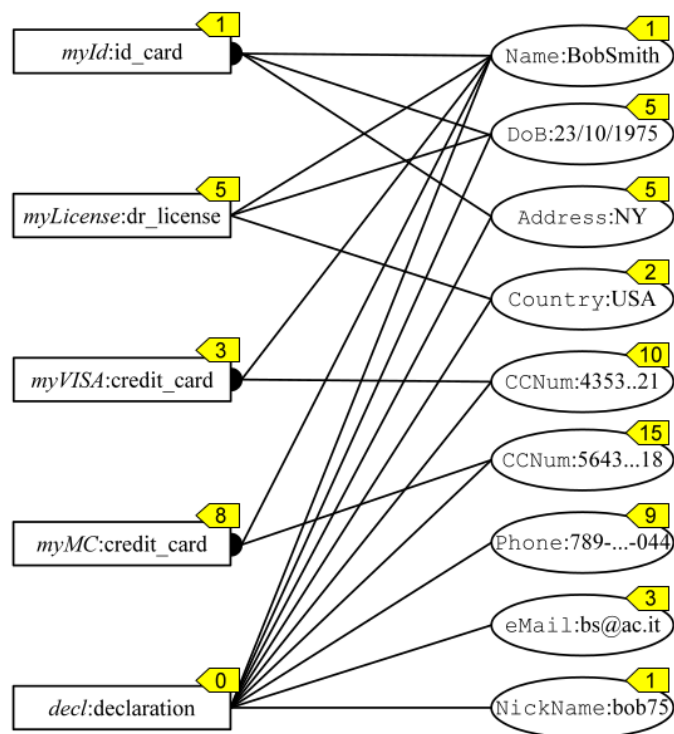 1
myId:id_card
1
Name:BobSmith
5
DoB:23/10/1975
5
myLicense:dr_license
5
Address:NY
2
Country:USA
3
myVISA:credit_card
10
CCNum:4353..21
15
CCNum:5643...18
8
myMC:credit_card
9
Phone:789-...-044
3
eMail:bs@ac.it
0
decl:declaration
1
NickName:bob75